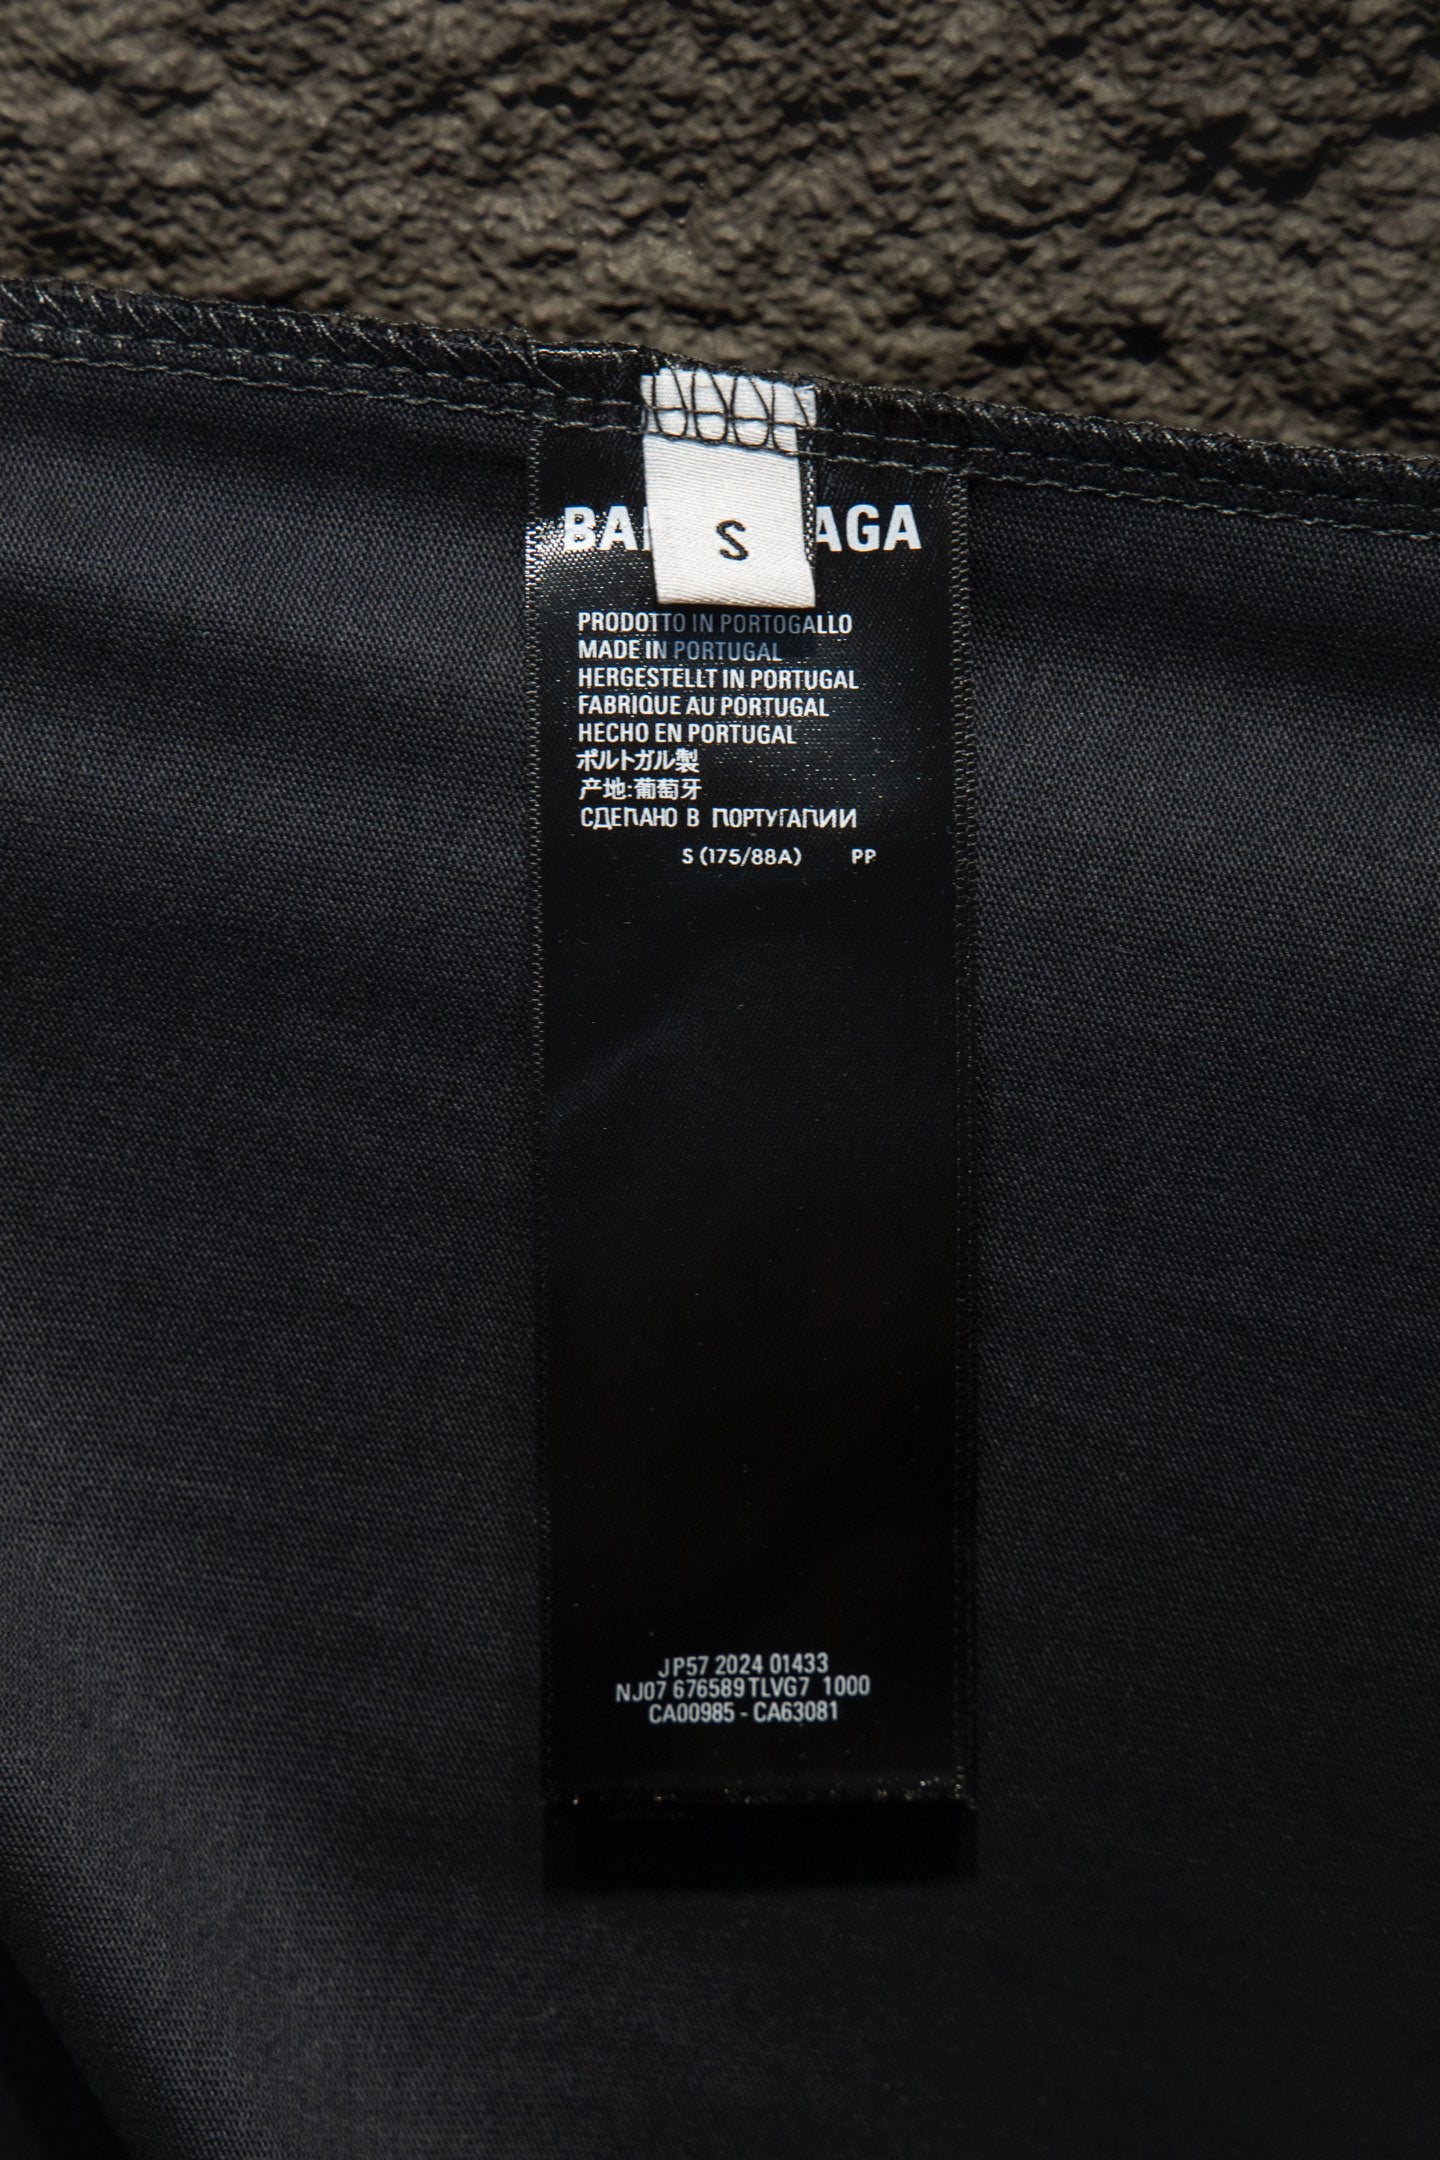 S
PRODOTTO IN PORTOGALLO
MADE IN PORTUGAL
HERGESTELLT IN PORTUGAL
FABRIQUE AU PORTUGAL
HECHO EN PORTUGAL
ポルトガル製
产地:葡萄牙
СДЕЛАНО В ПОРТУГАЛИИ
S (175/88A) PP
JP57 2024 01433
NJ07 676589 TLVG7 1000
CA00985 - CA63081